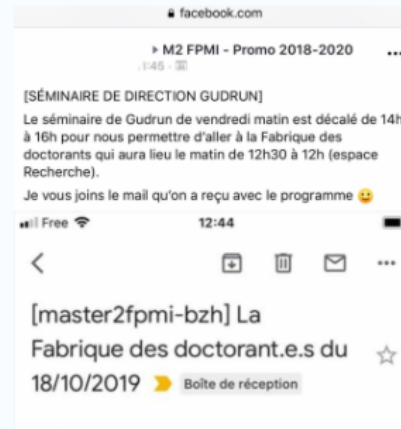 facebook.com
M2 FPMI - Promo 2018-2020
[SÉMINAIRE DE DIRECTION GUDRUN]
Le séminaire de Gudrun de vendredi matin est décalé de 14h
à 16h pour nous permettre d'aller à la Fabrique des
doctorants qui aura lieu le matin de 12h30 à 12h (espace
Recherche).
Je vous joins le mail qu'on a reçu avec le programme 😀
Free 12:44
[master2fpmi-bzh] La
Fabrique des doctorant.e.s du
18/10/2019 Boîte de réception